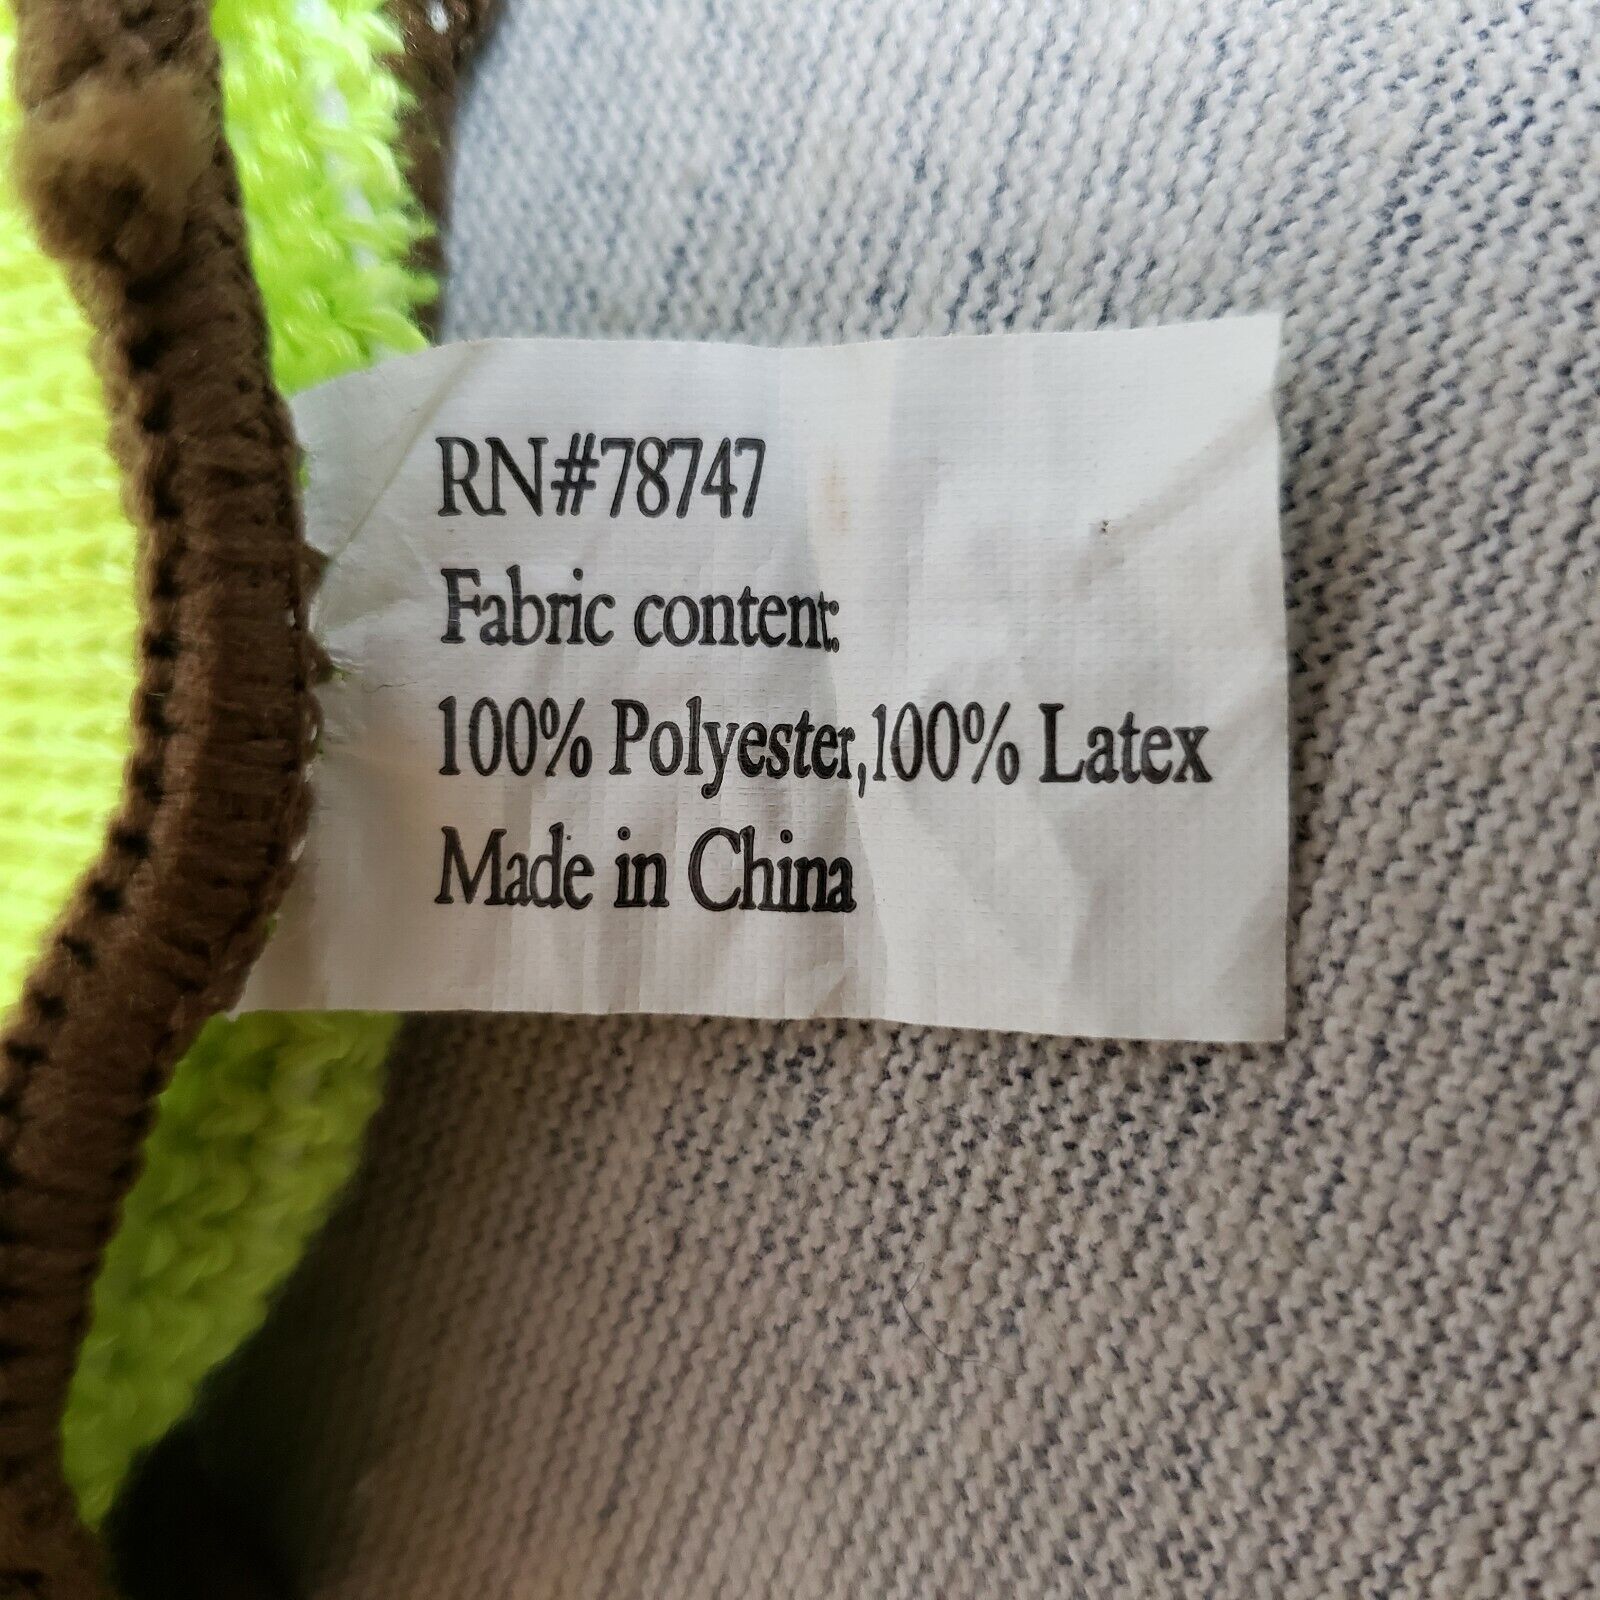 RN#78747
Fabric content:
100% Polyester,100% Latex
Made in China